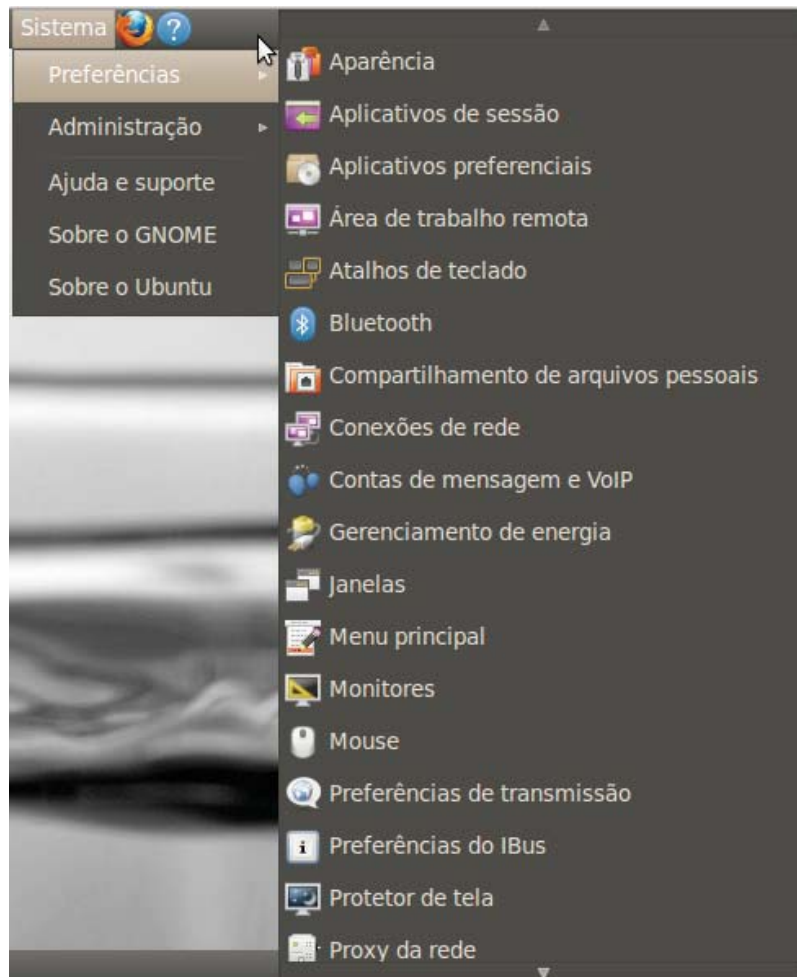 Sistema
Preferências
Administração
Ajuda e suporte
Sobre o GNOME
Sobre o Ubuntu
Aparência
Aplicativos de sessão
Aplicativos preferenciais
Área de trabalho remota
Atalhos de teclado
Bluetooth
Compartilhamento de arquivos pessoais
Conexões de rede
Contas de mensagem e VoIP
Gerenciamento de energia
Janelas
Menu principal
Monitores
Mouse
Preferências de transmissão
Preferências do IBus
Protetor de tela
Proxy da rede